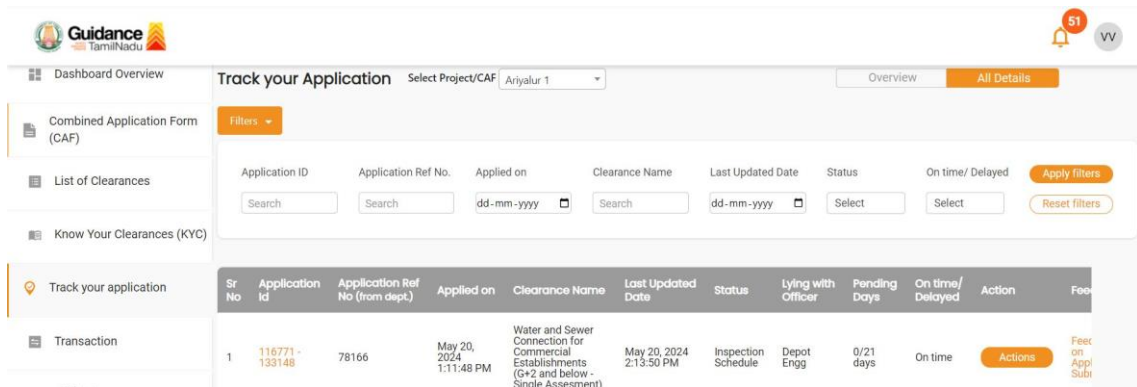 Guidance
TamilNadu
51
VV
Dashboard Overview
Combined Application Form
(CAF)
List of Clearances
Know Your Clearances (KYC)
Track your application
Transaction
Track your Application Select Project/CAF Ariyalur 1 Overview All Details
Filters
Application ID Application Ref No. Applied on Clearance Name Last Updated Date Status On time/ Delayed Apply filters
Search Search dd-mm-yyyy Search dd-mm-yyyy Select Select Reset filters
Sr Application Application Ref Applied on Clearance Name Last Updated Status Lying with Pending On time/ Action
No Id No (from dept.) Date Officer Days Delayed
1 116771 - 78166 May 20, Water and Sewer May 20, 2024 Inspection Depot 0/21 On time Actions
133148 2024 Connection for 2:13:50 PM Schedule Engg days on
1:11:48 PM Commercial
Establishments
(G+2 and below -
Single Assesment)